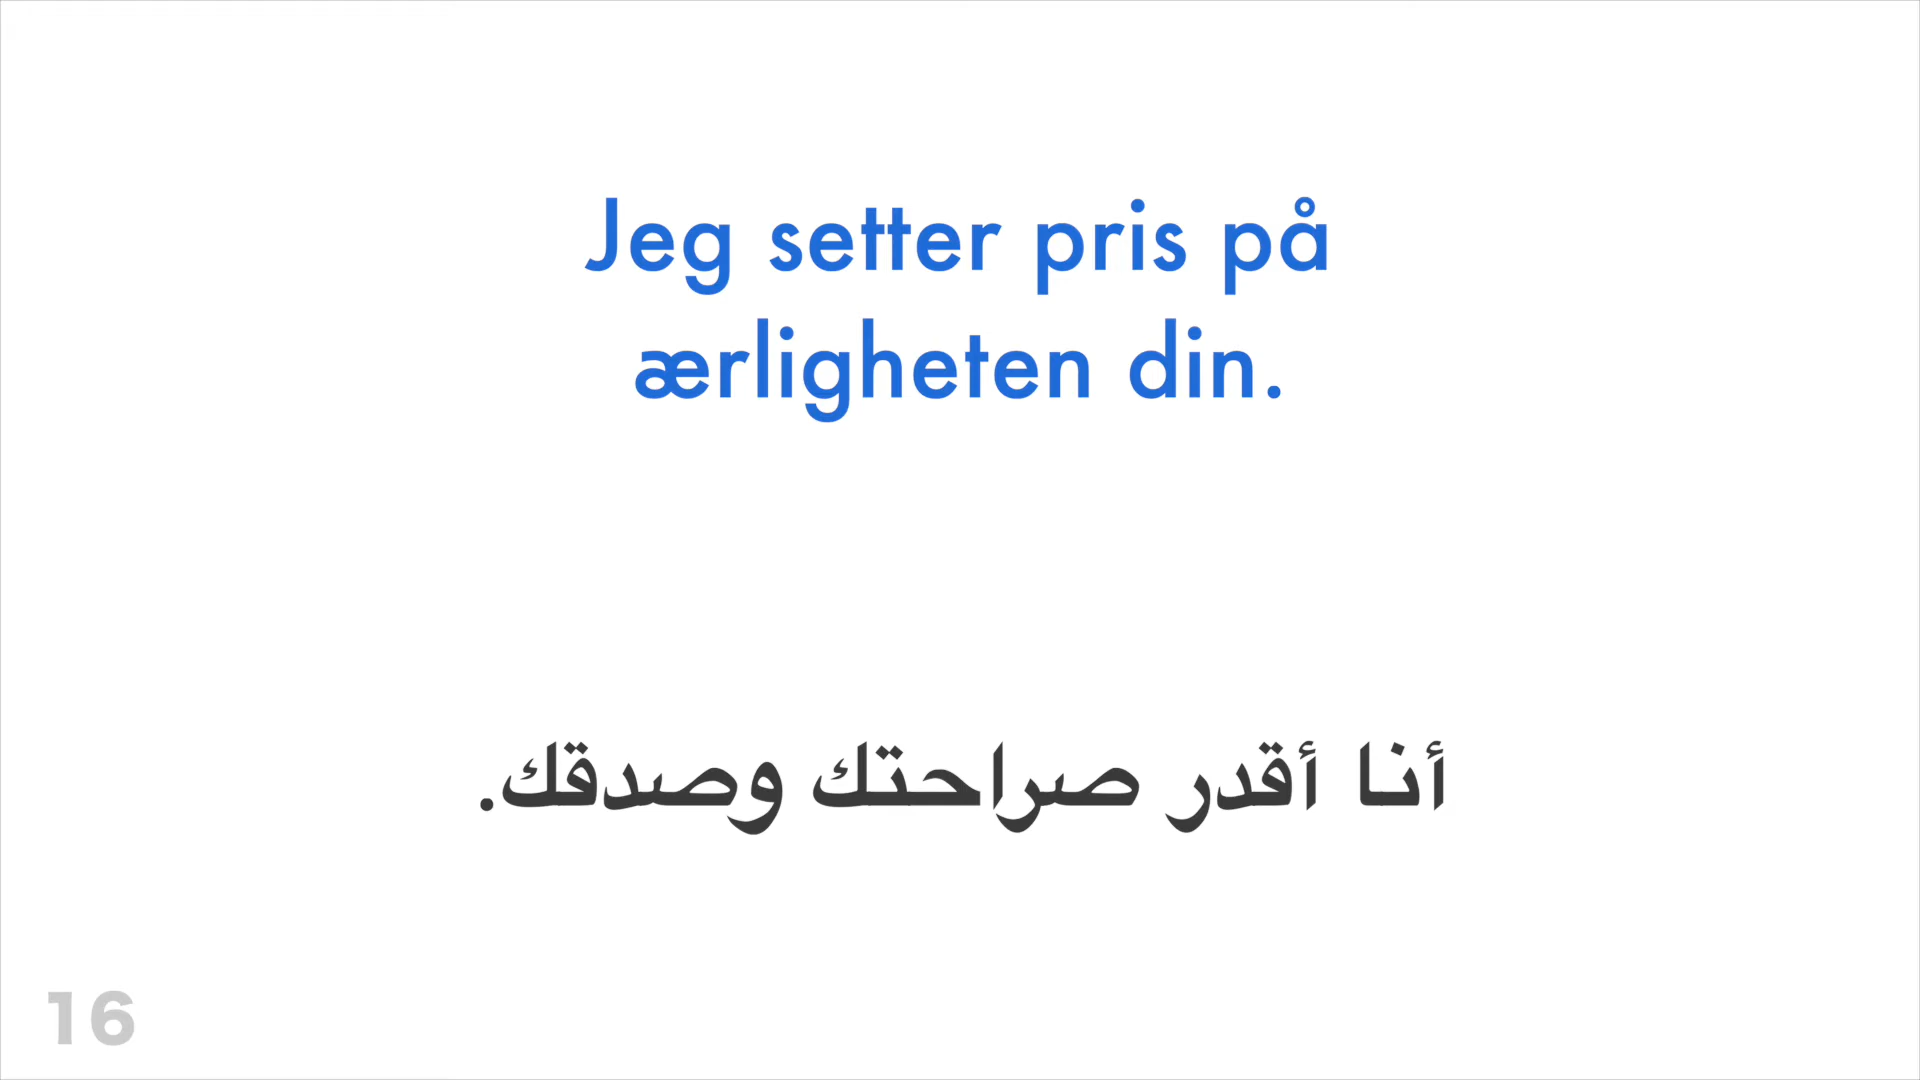 Jeg setter pris på
ærligheten din.
أنا أقدر صراحتك وصدقك.
16